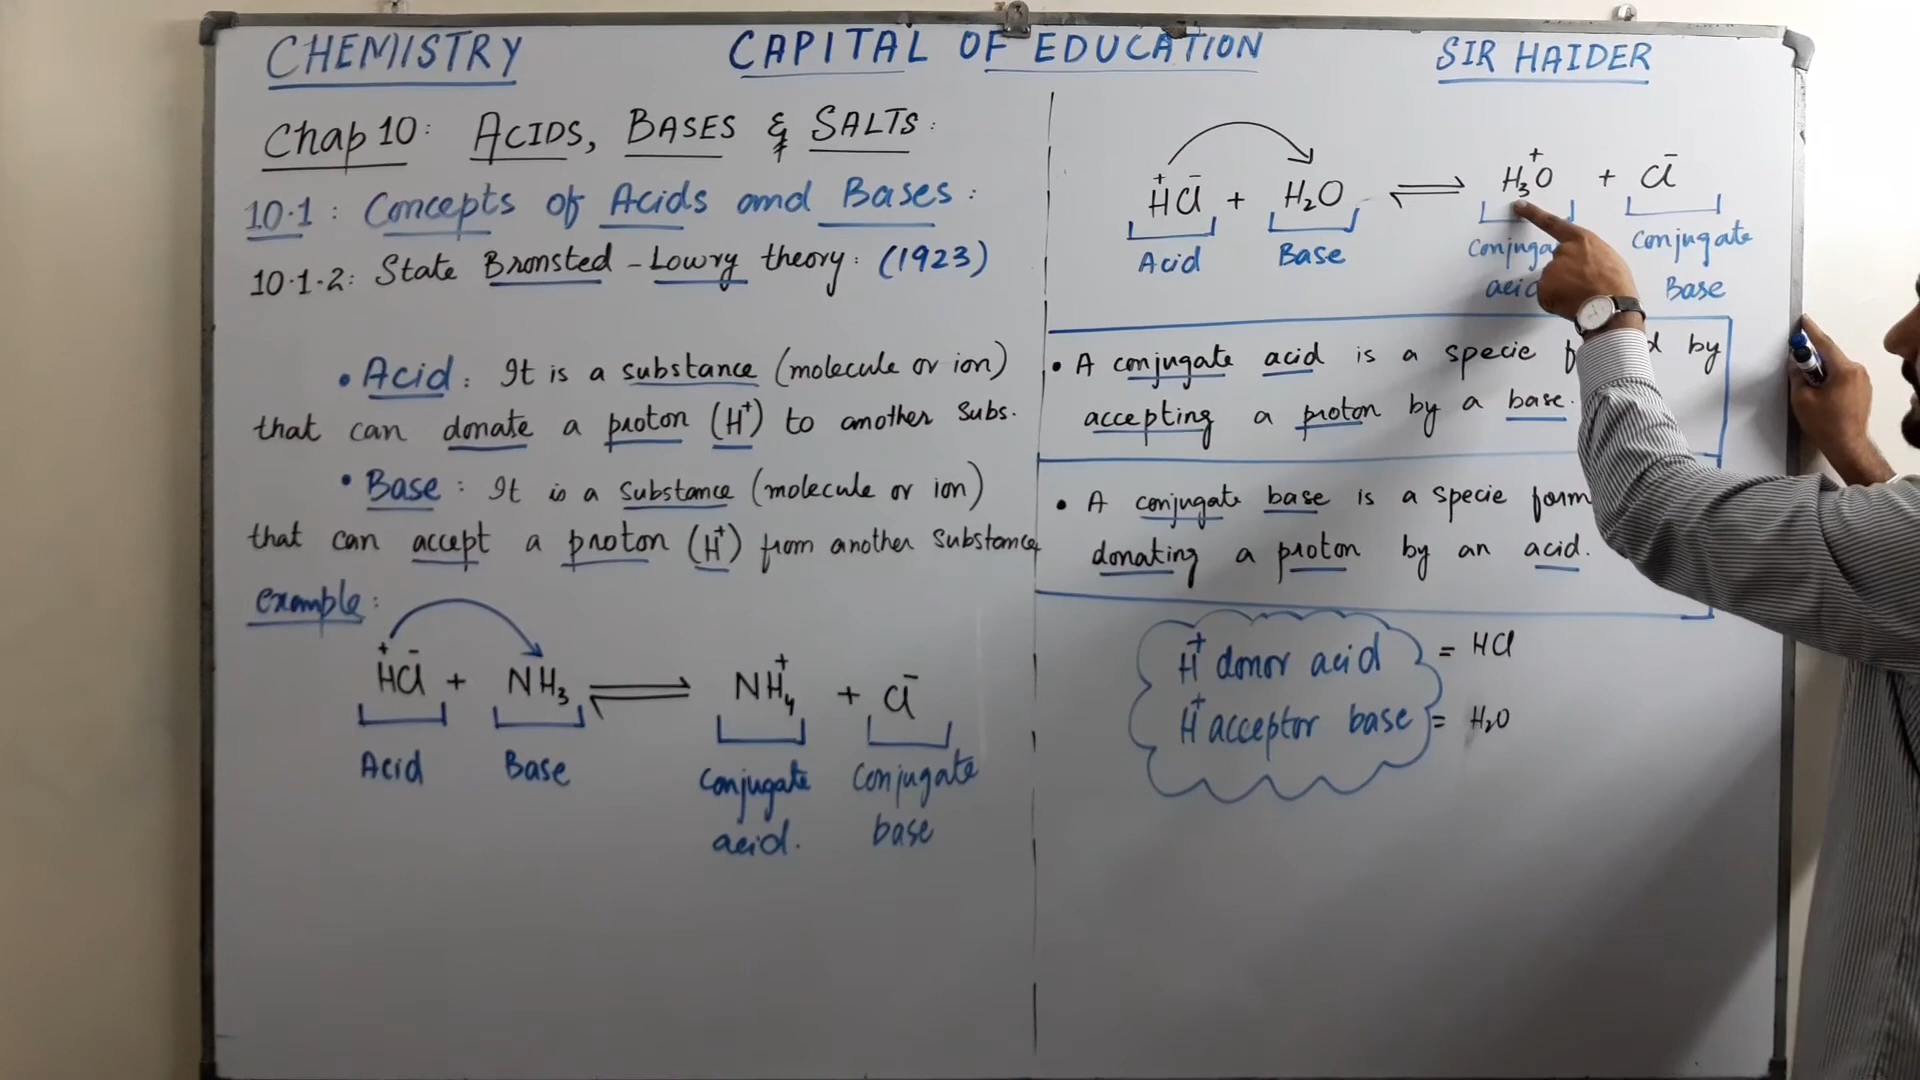 CHEMISTRY CAPITAL OF EDUCATION SIR HAIDER
Chap 10: ACIDS, BASES & SALTS:
10.1: Concepts of Acids and Bases:
10.1.2: State Bronsted-Lowry theory: (1923)
• Acid: It is a substance (molecule or ion)
that can donate a proton (H⁺) to another Subs.
• Base: It is a Substance (molecule or ion)
that can accept a proton (H⁺) from another Substance
example:
H⁺Cl⁻ + NH₃ ⇌ NH₄⁺ + Cl⁻
Acid Base Conjugate acid. Conjugate base
H⁺Cl⁻ + H₂O ⇌ H₃O⁺ + Cl⁻
Acid Base acid Conjugate Base
• A conjugate acid is a specie by
accepting a proton by a base.
• A conjugate base is a specie
donating a proton by an acid.
H⁺ donor acid = HCl
H⁺ acceptor base = H₂O